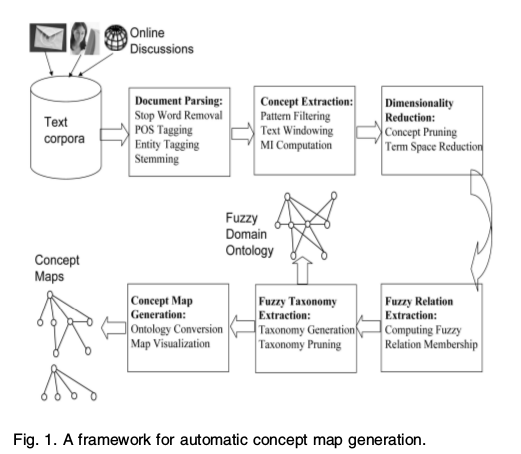 Online
Discussions
Text
corpora
Document Parsing:
Stop Word Removal
POS Tagging
Entity Tagging
Stemming
Concept Extraction:
Pattern Filtering
Text Windowing
MI Computation
Dimensionality
Reduction:
Concept Pruning
Term Space Reduction
Fuzzy
Domain
Ontology
Concept
Maps
Concept Map
Generation:
Ontology Conversion
Map Visualization
Fuzzy Taxonomy
Extraction:
Taxonomy Generation
Taxonomy Pruning
Fuzzy Relation
Extraction:
Computing Fuzzy
Relation Membership
Fig. 1. A framework for automatic concept map generation.